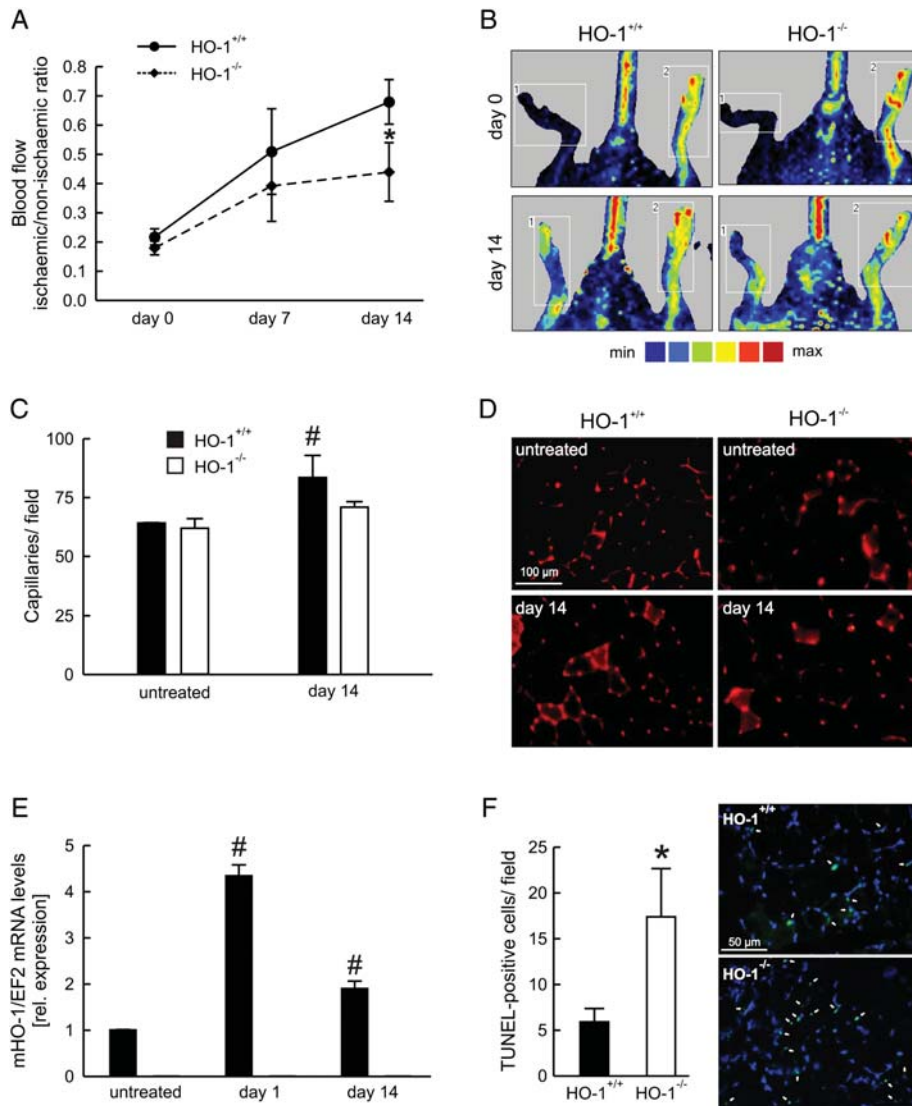 A
HO-1+/+
HO-1-/-
Blood flow
ischaemic/non-ischaemic ratio
0.8
0.7
0.6
0.5
0.4
0.3
0.2
0.1
0.0
*
day 0 day 7 day 14
B
HO-1+/+ HO-1-/-
day 0
1 2 1 2
day 14
1 2 1 2
min max
C
HO-1+/+
HO-1-/-
#
Capillaries/ field
100
75
50
25
0
untreated day 14
D
HO-1+/+ HO-1-/-
untreated untreated
100 µm
day 14 day 14
E
mHO-1/EF2 mRNA levels
[rel. expression]
5
4
3
2
1
0
# #
untreated day 1 day 14
F
TUNEL-positive cells/ field
25
20
15
10
5
0
*
HO-1+/+ HO-1-/-
HO-1+/+
50 µm
HO-1-/-